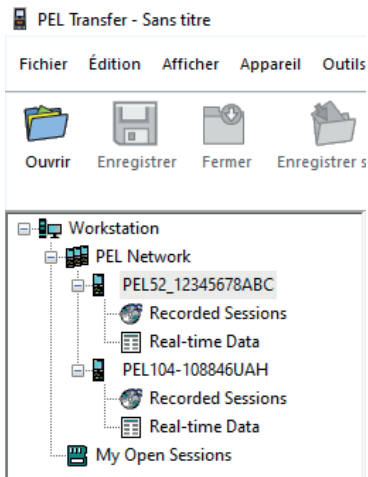 PEL Transfer - Sans titre
Fichier Édition Afficher Appareil Outils
Ouvrir Enregistrer Fermer Enregistrer s
Workstation
PEL Network
PEL52_12345678ABC
Recorded Sessions
Real-time Data
PEL104-108846UAH
Recorded Sessions
Real-time Data
My Open Sessions